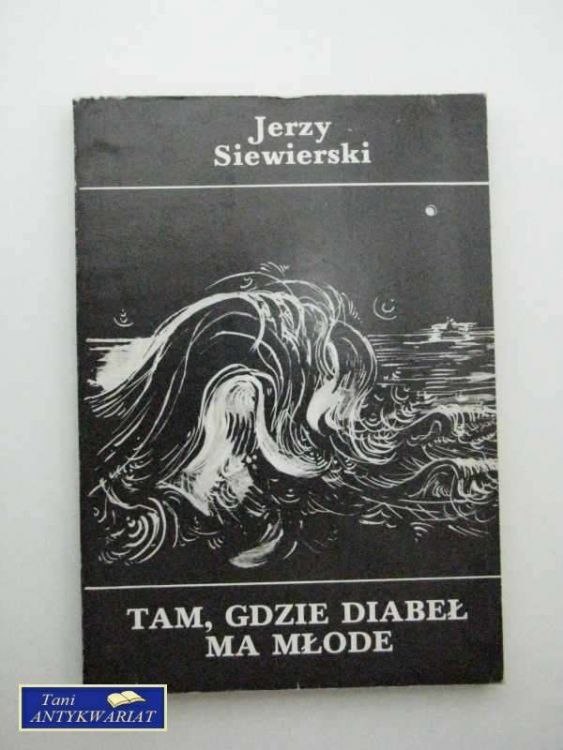 Jerzy
Siewierski
TAM, GDZIE DIABEŁ
MA MŁODE
Tani
ANTYKWARIAT